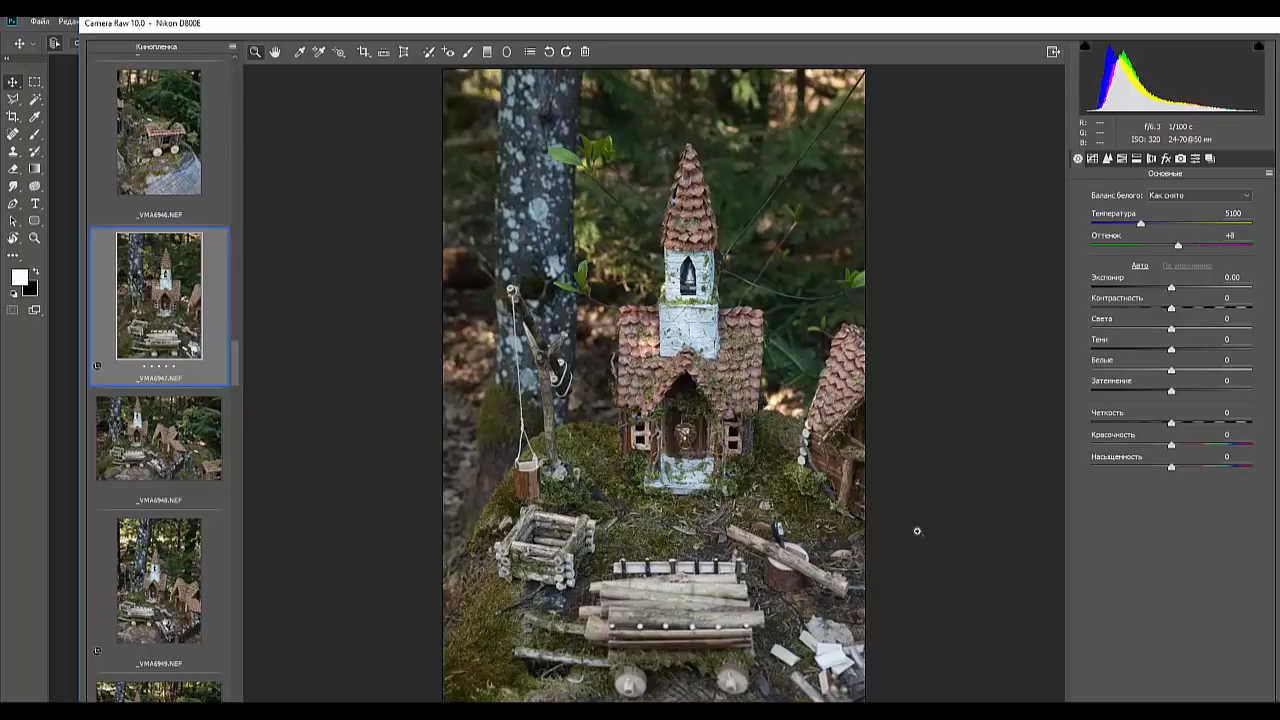 Camera Raw 10.0 - Nikon D800E
Ps Файл Реда
Кинопленка
_VMA6946.NEF
_VMA6947.NEF
_VMA6948.NEF
_VMA6949.NEF
R: ---
G: ---
B: ---
f/6.3 1/100 с
ISO: 320 24-70@50 мм
Основные
Баланс белого: Как снято
Температура 5100
Оттенок +8
Авто По умолчанию
Экспонир 0.00
Контрастность 0
Света 0
Тени 0
Белые 0
Затемнение 0
Четкость 0
Красочность 0
Насыщенность 0